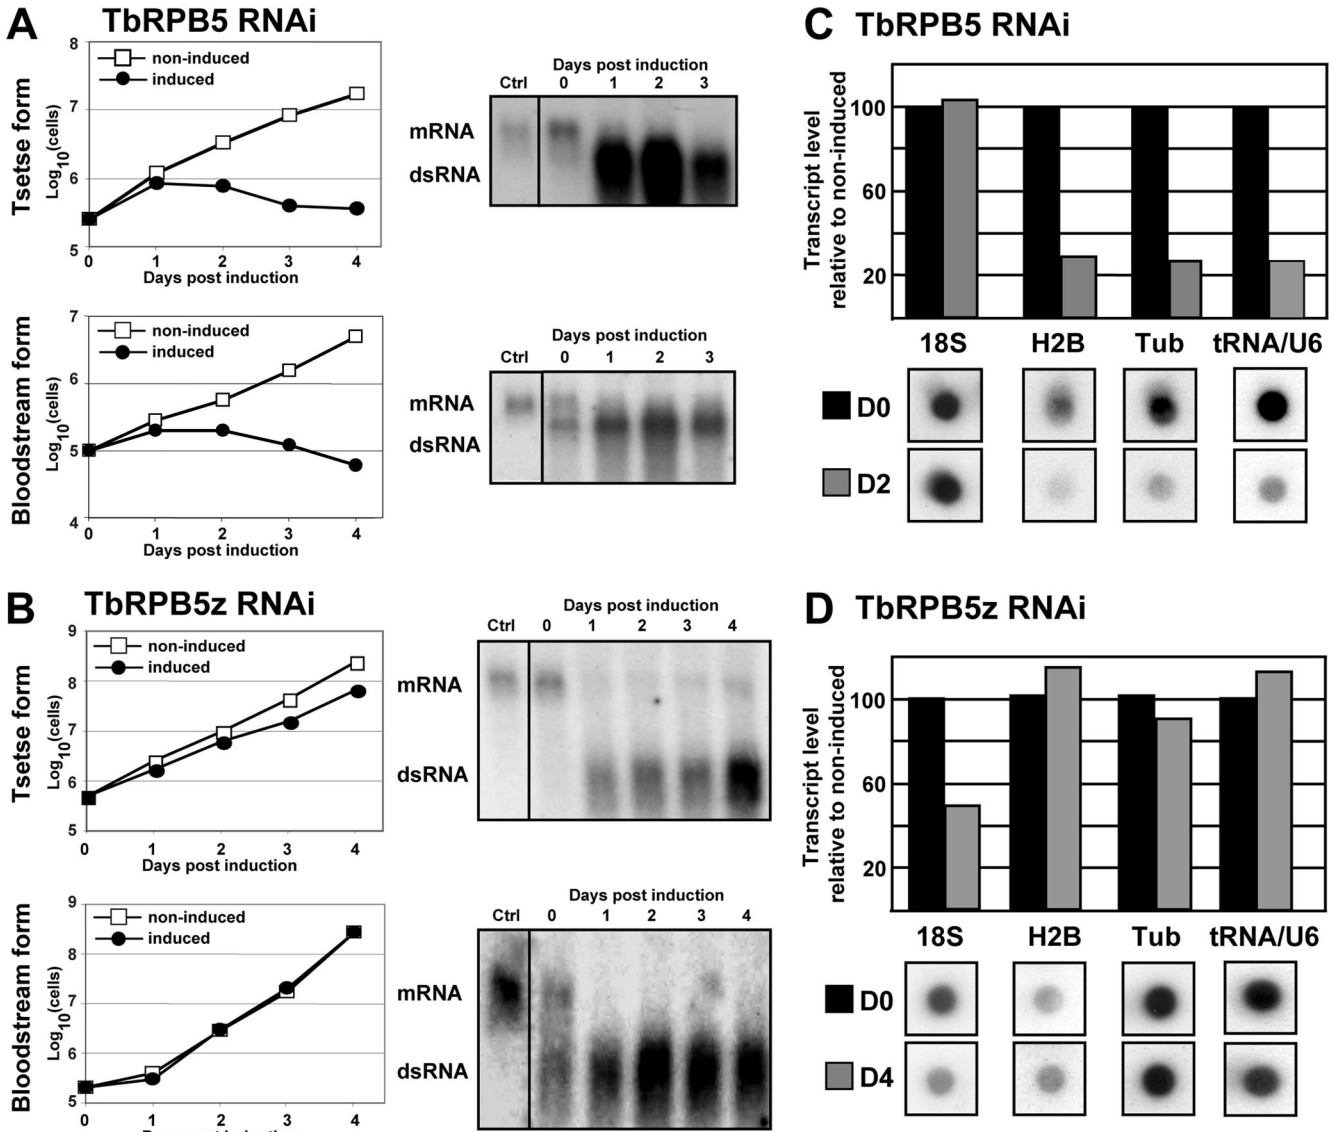 A TbRPB5 RNAi
Tsetse form
Log10(cells)
8
7
6
5
non-induced
induced
0 1 2 3 4
Days post induction
Days post induction
Ctrl 0 1 2 3
mRNA
dsRNA
Bloodstream form
Log10(cells)
7
6
5
4
non-induced
induced
0 1 2 3 4
Days post induction
Days post induction
Ctrl 0 1 2 3
mRNA
dsRNA
B TbRPB5z RNAi
Tsetse form
Log10(cells)
9
8
7
6
5
non-induced
induced
0 1 2 3 4
Days post induction
Days post induction
Ctrl 0 1 2 3 4
mRNA
dsRNA
Bloodstream form
Log10(cells)
9
8
7
6
5
non-induced
induced
0 1 2 3 4
Days post induction
Ctrl 0 1 2 3 4
mRNA
dsRNA
C TbRPB5 RNAi
Transcript level
relative to non-induced
100
60
20
18S H2B Tub tRNA/U6
D0
D2
D TbRPB5z RNAi
Transcript level
relative to non-induced
100
60
20
18S H2B Tub tRNA/U6
D0
D4